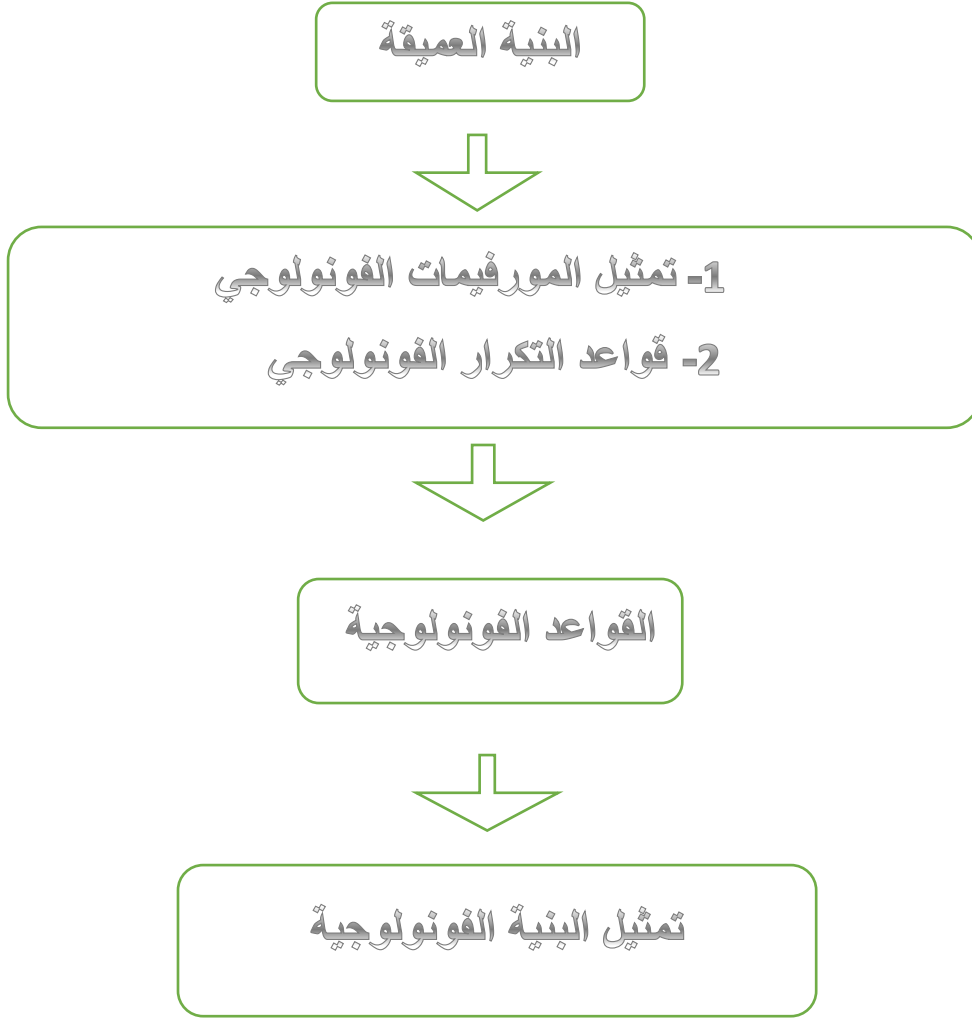 البنية العميقة
1- تمثيل المورفيمات الفونولوجي
2- قواعد التكرار الفونولوجي
القواعد الفونولوجية
تمثيل البنية الفونولوجية